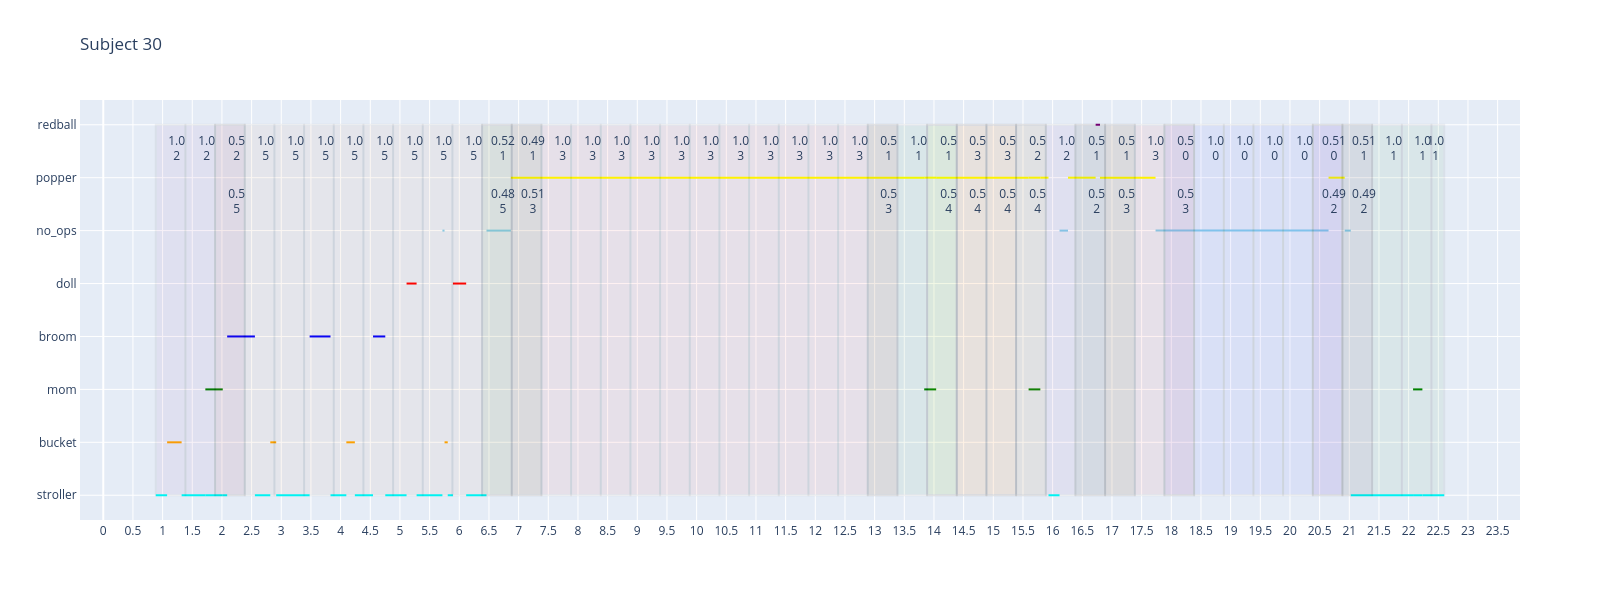 Subject 30
redball
1.0 1.0 0.5 1.0 1.0 1.0 1.0 1.0 1.0 1.0 1.0 0.52 0.49 1.0 1.0 1.0 1.0 1.0 1.0 1.0 1.0 1.0 1.0 1.0 0.5 1.0 0.5 0.5 0.5 0.5 1.0 0.5 0.5 1.0 0.5 1.0 1.0 1.0 1.0 0.51 0.51 1.0 1.0 1.0
2 2 2 5 5 5 5 5 5 5 5 1 1 3 3 3 3 3 3 3 3 3 3 3 1 1 1 3 3 2 2 1 1 3 0 0 0 0 0 0 1 1 1 1
popper
0.5 0.48 0.51 0.5 0.5 0.5 0.5 0.5 0.5 0.5 0.5 0.49 0.49
5 5 3 3 4 4 4 4 2 3 3 2 2
no_ops
doll
broom
mom
bucket
stroller
0 0.5 1 1.5 2 2.5 3 3.5 4 4.5 5 5.5 6 6.5 7 7.5 8 8.5 9 9.5 10 10.5 11 11.5 12 12.5 13 13.5 14 14.5 15 15.5 16 16.5 17 17.5 18 18.5 19 19.5 20 20.5 21 21.5 22 22.5 23 23.5